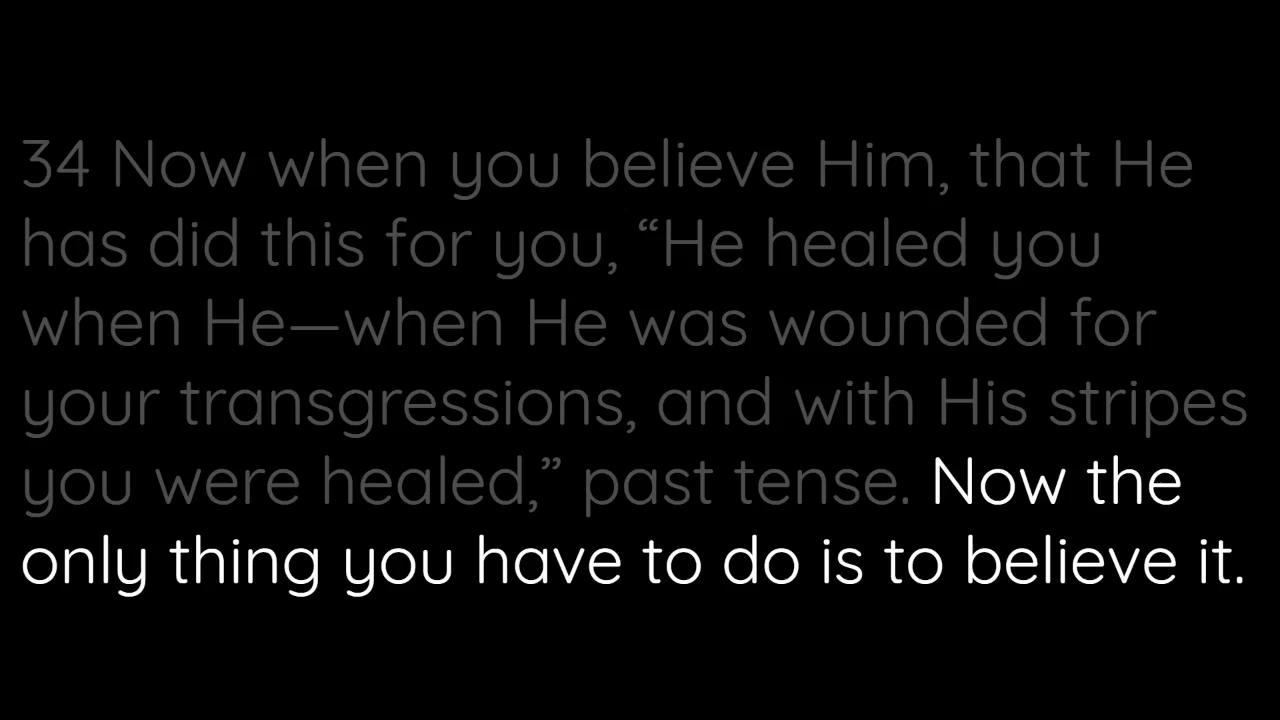 34 Now when you believe Him, that He
has did this for you, “He healed you
when He—when He was wounded for
your transgressions, and with His stripes
you were healed,” past tense. Now the
only thing you have to do is to believe it.